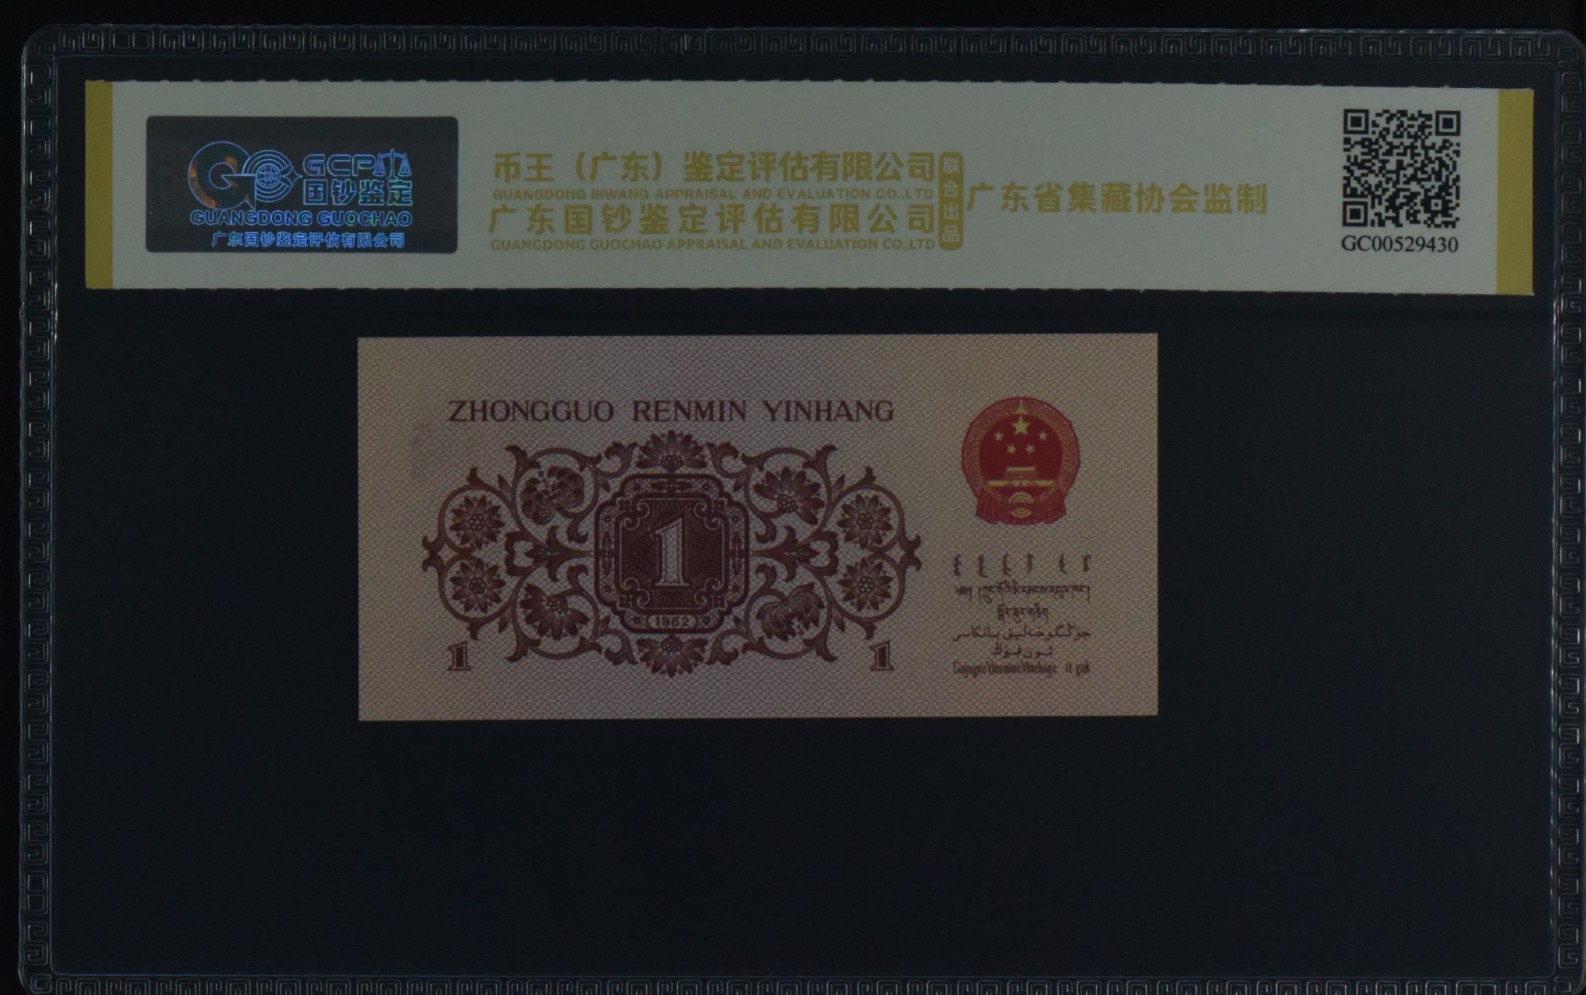 GCP
国钞鉴定
GUANGDONG GUOCHAO
广东国钞鉴定评估有限公司
币王（广东）鉴定评估有限公司
GUANGDONG BIWANG APPRAISAL AND EVALUATION CO.,LTD
广东国钞鉴定评估有限公司
GUANGDONG GUOCHAO APPRAISAL AND EVALUATION CO.,LTD
联合出品
广东省集藏协会监制
GC00529430
ZHONGGUO RENMIN YINHANG
1
1962
1
1